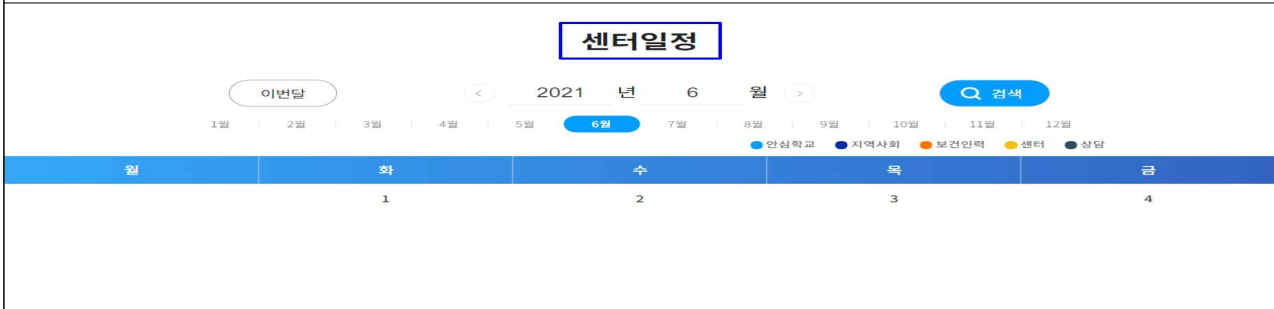 센터일정
이번달 < 2021 년 6 월 > 검색
1월 2월 3월 4월 5월 6월 7월 8월 9월 10월 11월 12월
안심학교 지역사회 보건인력 센터 상담
월 화 수 목 금
1 2 3 4